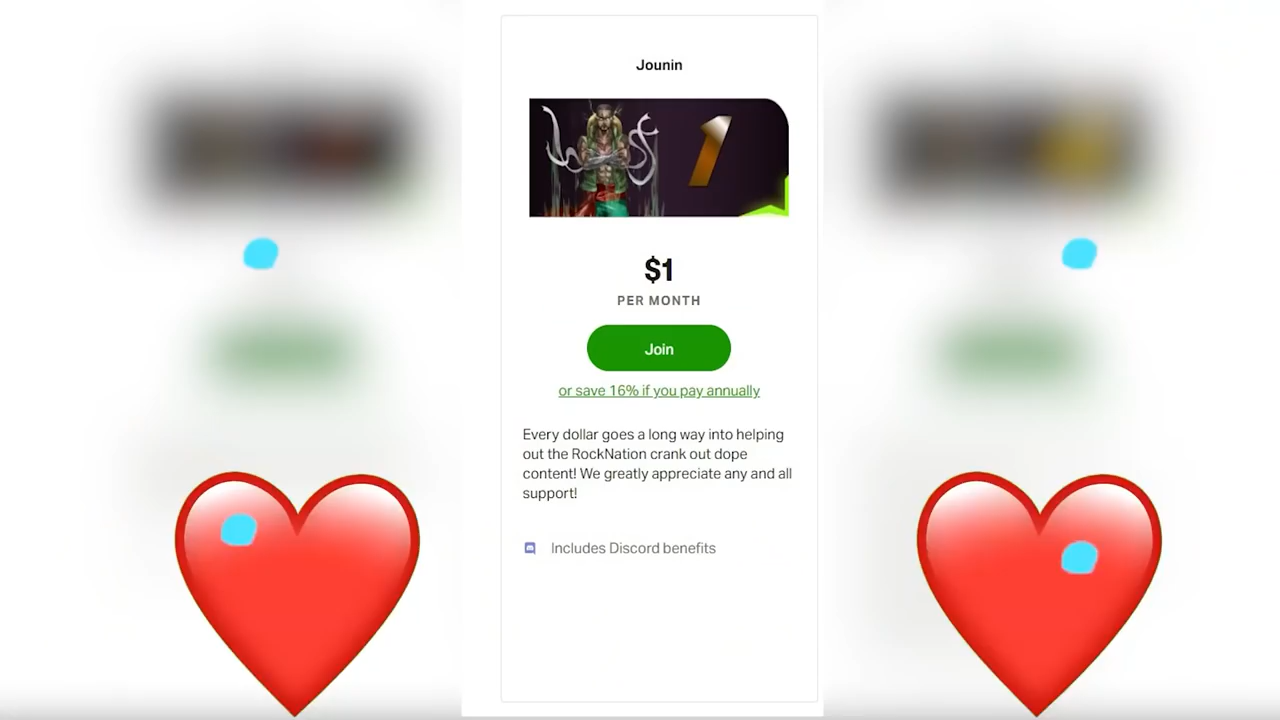 Jounin
1
$1
PER MONTH
Join
or save 16% if you pay annually
Every dollar goes a long way into helping
out the RockNation crank out dope
content! We greatly appreciate any and all
support!
Includes Discord benefits